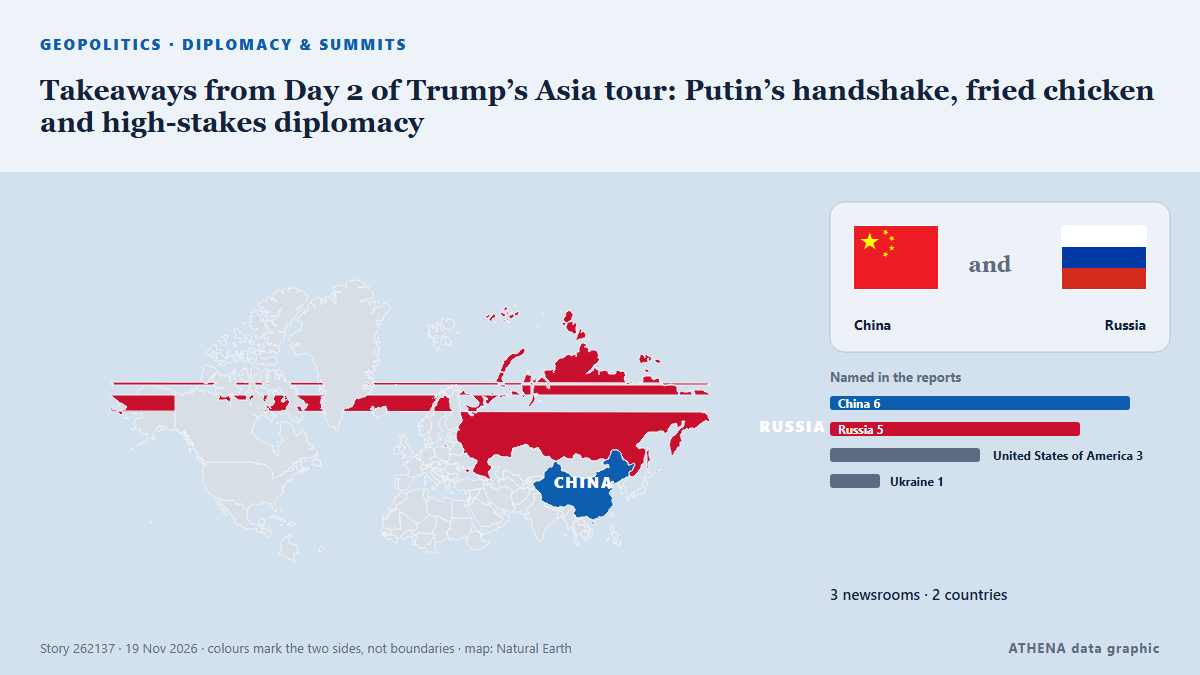 GEOPOLITICS · DIPLOMACY & SUMMITS
Takeaways from Day 2 of Trump’s Asia tour: Putin’s handshake, fried chicken
and high-stakes diplomacy
and
China
Russia
Named in the reports
China 6
RUSSIA
Russia 5
United States of America 3
CHINA
Ukraine 1
3 newsrooms · 2 countries
Story 262137 · 19 Nov 2026 · colours mark the two sides, not boundaries · map: Natural Earth
ATHENA data graphic